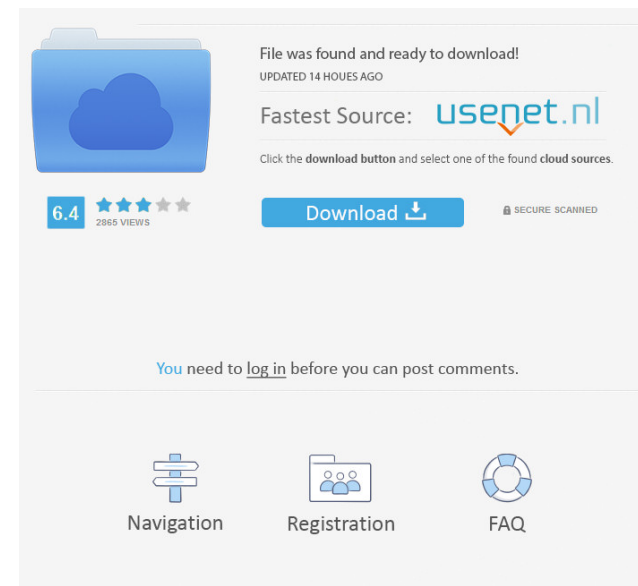 File was found and ready to download!
UPDATED 14 HOUES AGO
Fastest Source: usenet.nl
Click the download button and select one of the found cloud sources.
6.4
2865 VIEWS
Download
SECURE SCANNED
You need to log in before you can post comments.
Navigation
Registration
FAQ